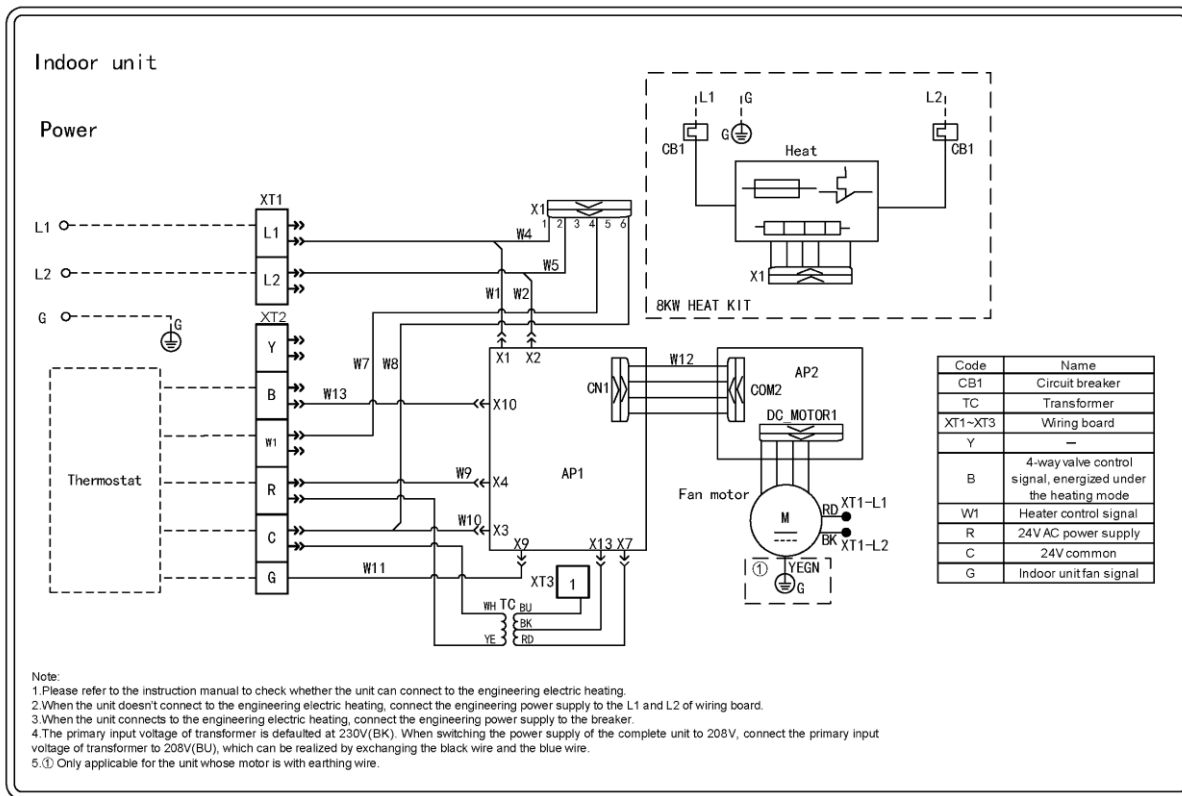 Indoor unit
Power
L1
L2
G
G
XT1
L1
L2
XT2
Y
B
W1
R
C
G
Thermostat
X1
1 2 3 4 5 6
W4
W5
W1
W2
W7
W8
W13
W9
W10
W11
X1 X2
X10
X4
X3
AP1
X9 X13 X7
CN1
W12
COM2
AP2
DC_MOTOR1
Fan motor
M
RD
XT1-L1
BK
XT1-L2
① YEGN
G
XT3
1
WH TC BU
BK
YE RD
L1 G L2
CB1 G CB1
Heat
X1
8KW HEAT KIT
Code Name
CB1 Circuit breaker
TC Transformer
XT1~XT3 Wiring board
Y —
B 4-way valve control
signal, energized under
the heating mode
W1 Heater control signal
R 24V AC power supply
C 24V common
G Indoor unit fan signal
Note:
1.Please refer to the instruction manual to check whether the unit can connect to the engineering electric heating.
2.When the unit doesn't connect to the engineering electric heating, connect the engineering power supply to the L1 and L2 of wiring board.
3.When the unit connects to the engineering electric heating, connect the engineering power supply to the breaker.
4.The primary input voltage of transformer is defaulted at 230V(BK). When switching the power supply of the complete unit to 208V, connect the primary input
voltage of transformer to 208V(BU), which can be realized by exchanging the black wire and the blue wire.
5.① Only applicable for the unit whose motor is with earthing wire.